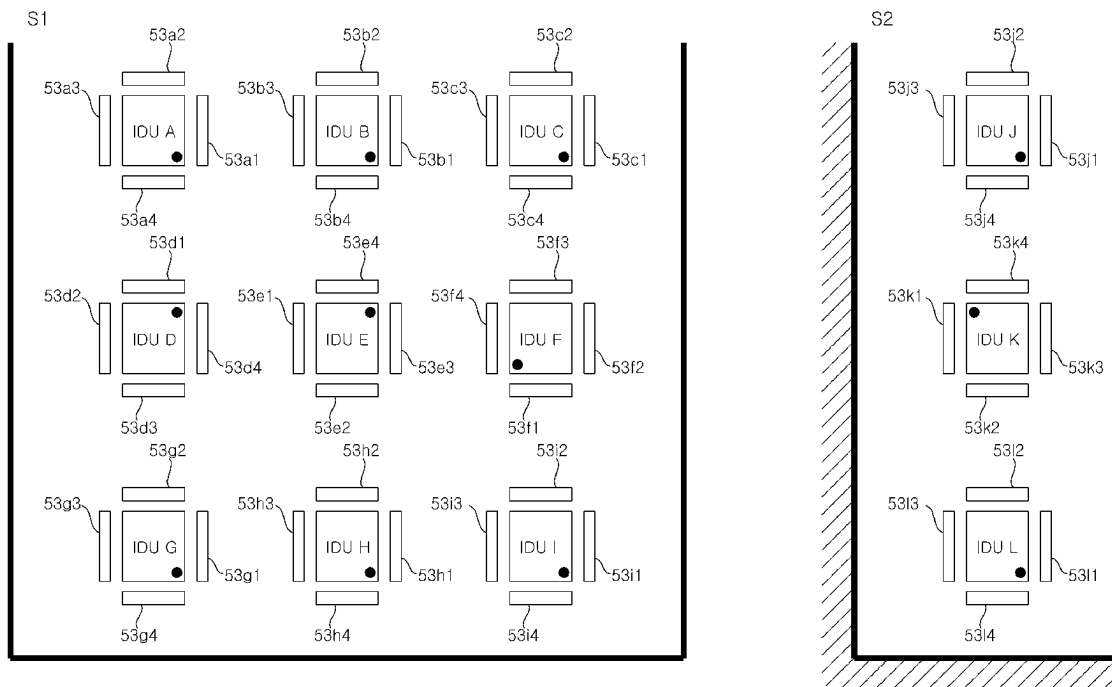 S1
S2
53a2
53b2
53c2
53j2
53a3
53b3
53c3
53j3
IDU A
IDU B
IDU C
IDU J
53a1
53b1
53c1
53j1
53a4
53b4
53c4
53j4
53d1
53e4
53f3
53k4
53d2
53e1
53f4
53k1
IDU D
IDU E
IDU F
IDU K
53d4
53e3
53f2
53k3
53d3
53e2
53f1
53k2
53g2
53h2
53i2
53l2
53g3
53h3
53i3
53l3
IDU G
IDU H
IDU I
IDU L
53g1
53h1
53i1
53l1
53g4
53h4
53i4
53l4